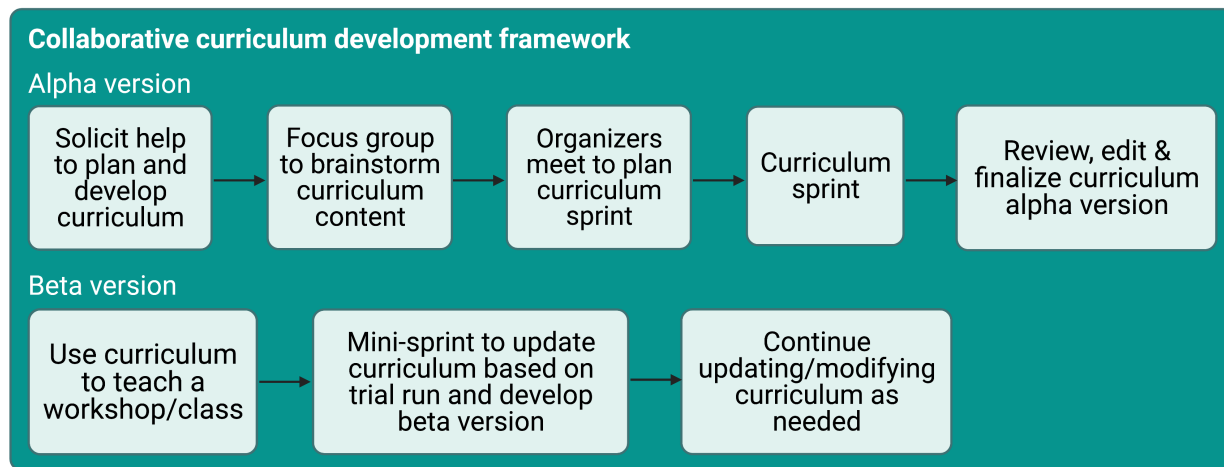 Collaborative curriculum development framework
Alpha version
Solicit help
to plan and
develop
curriculum
Focus group
to brainstorm
curriculum
content
Organizers
meet to plan
curriculum
sprint
Curriculum
sprint
Review, edit &
finalize curriculum
alpha version
Beta version
Use curriculum
to teach a
workshop/class
Mini-sprint to update
curriculum based on
trial run and develop
beta version
Continue
updating/modifying
curriculum as
needed